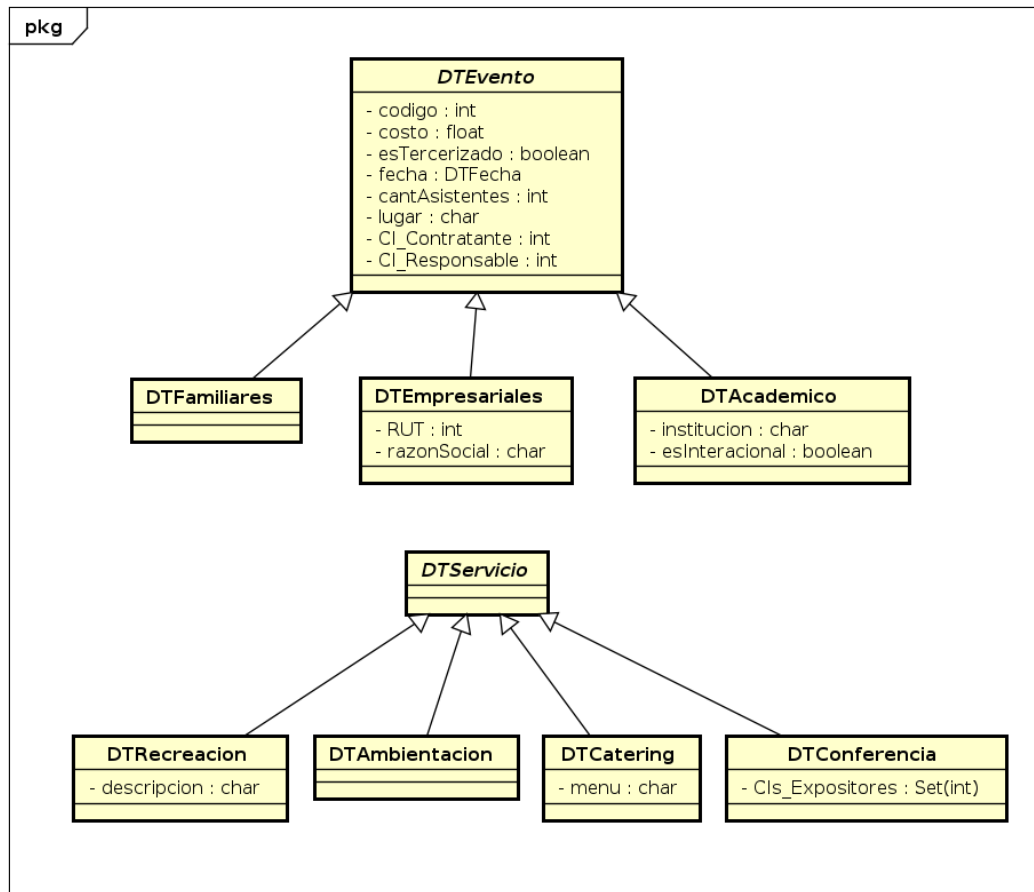 pkg
DTEvento
- codigo : int
- costo : float
- esTercerizado : boolean
- fecha : DTFecha
- cantAsistentes : int
- lugar : char
- CI_Contratante : int
- CI_Responsable : int
DTFamiliares
DTEmpresariales
- RUT : int
- razonSocial : char
DTAcademico
- institucion : char
- esInteracional : boolean
DTServicio
DTRecreacion
- descripcion : char
DTAmbientacion
DTCatering
- menu : char
DTConferencia
- CIs_Expositores : Set(int)